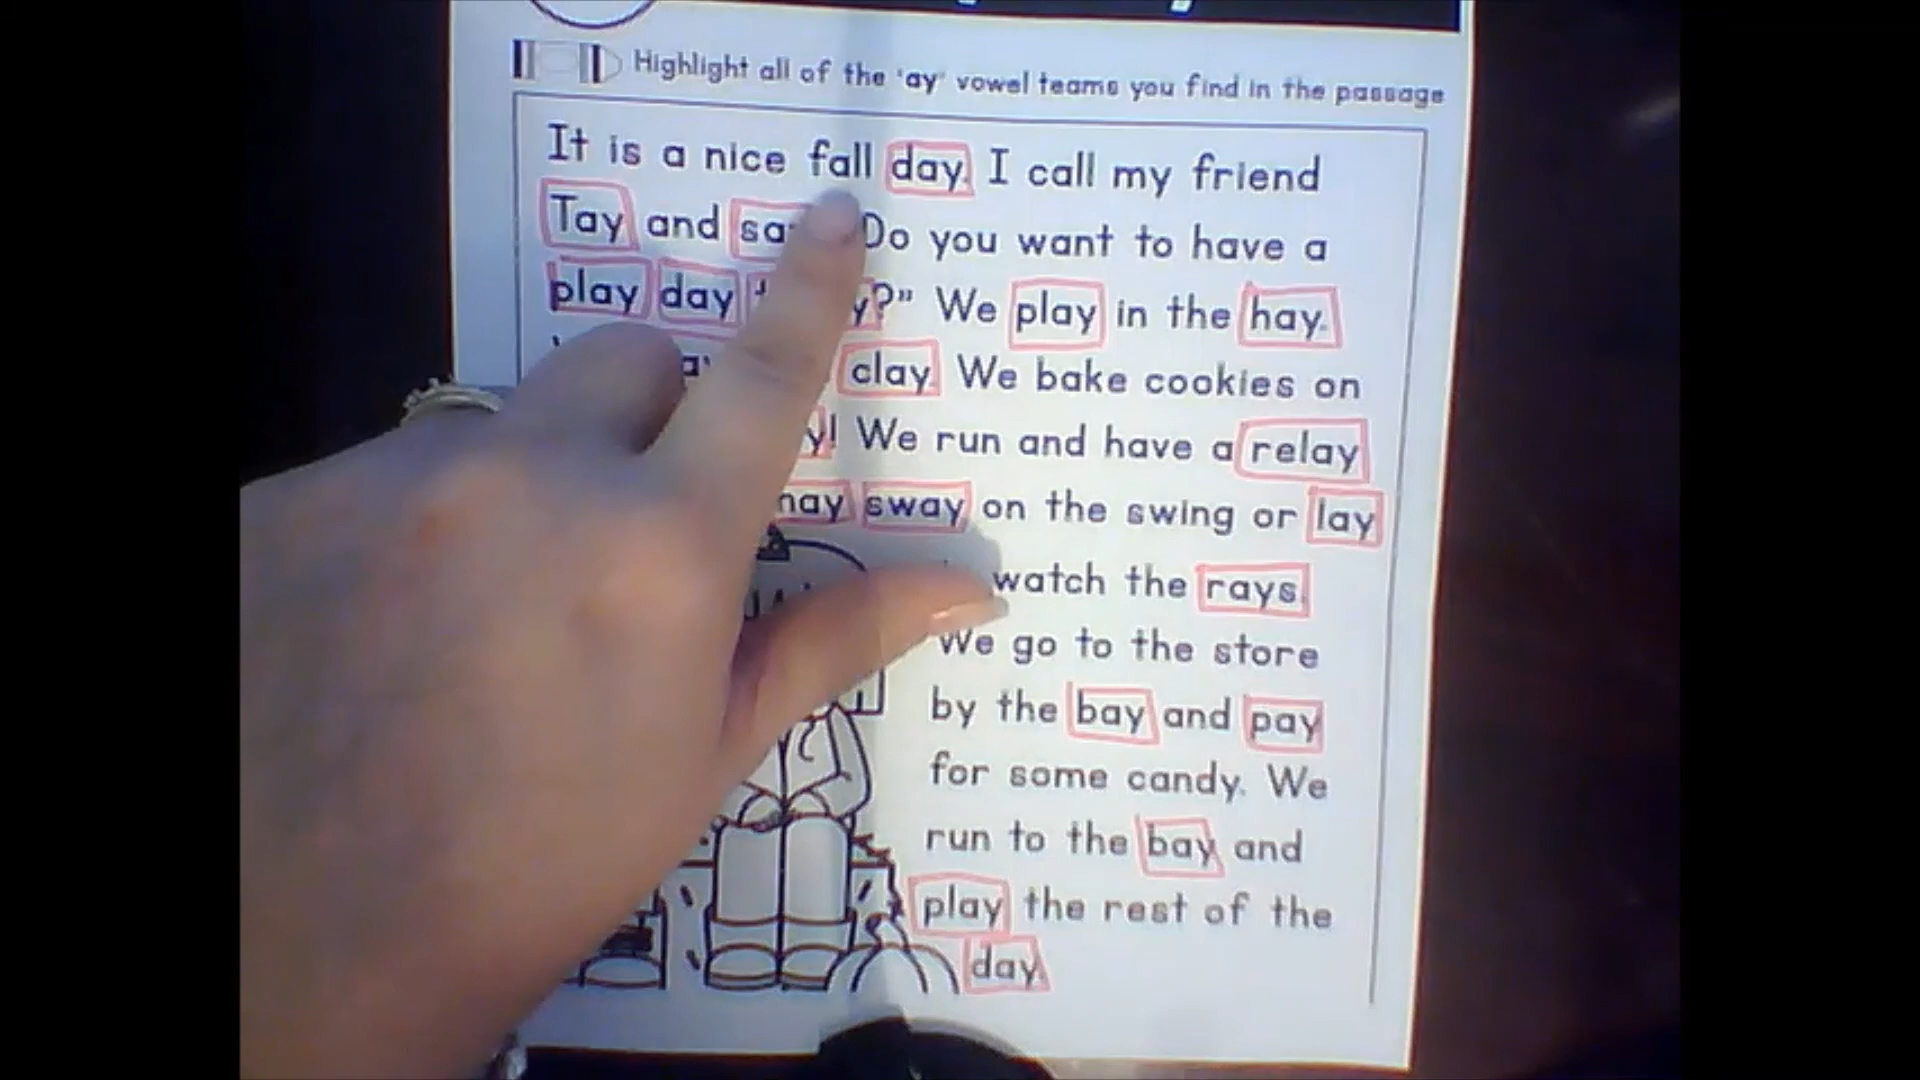 Highlight all of the 'ay' vowel teams you find in the passage
It is a nice fall day. I call my friend
Tay and Do you want to have a
play day We play in the hay.
clay. We bake cookies on
We run and have a relay
sway on the swing or lay
watch the rays.
We go to the store
by the bay and pay
for some candy. We
run to the bay and
play the rest of the
day.